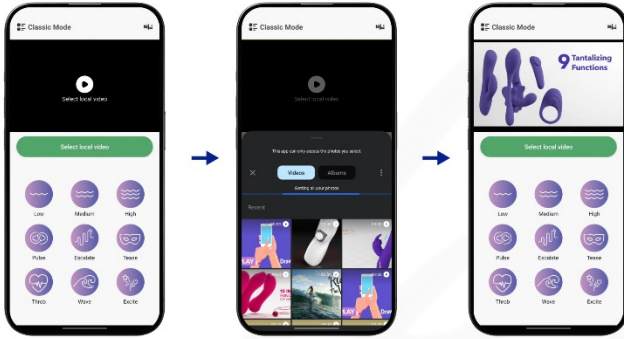 Classic Mode
Select local video
Select local video
Low
Medium
High
Pulse
Escalate
Tease
Throb
Wave
Excite
Classic Mode
Select local video
This app can only access the photos you select
Videos
Albums
Getting all your photos
Recent
Classic Mode
9 Tantalizing
Functions
Select local video
Low
Medium
High
Pulse
Escalate
Tease
Throb
Wave
Excite